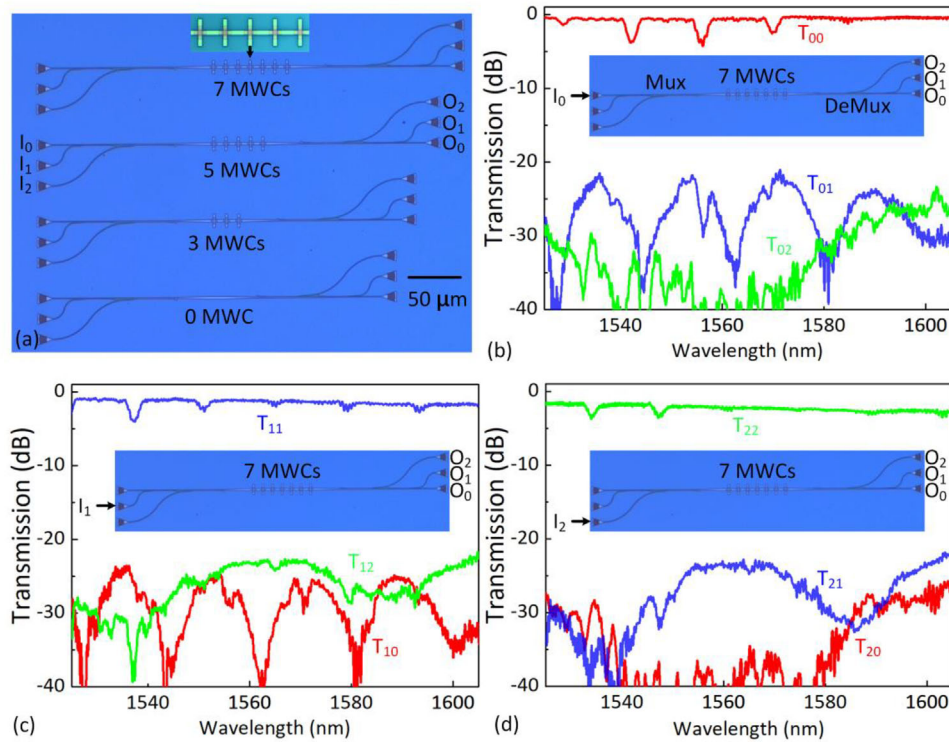 7 MWCs
O2
O1
O0
I0
I1
I2
5 MWCs
3 MWCs
0 MWC
50 μm
(a)
Transmission (dB)
0
-10
-20
-30
-40
T00
Mux
7 MWCs
DeMux
I0
O2
O1
O0
T01
T02
1540
1560
1580
1600
Wavelength (nm)
(b)
Transmission (dB)
0
-10
-20
-30
-40
T11
7 MWCs
I1
O2
O1
O0
T12
T10
1540
1560
1580
1600
Wavelength (nm)
(c)
Transmission (dB)
0
-10
-20
-30
-40
T22
7 MWCs
I2
O2
O1
O0
T21
T20
1540
1560
1580
1600
Wavelength (nm)
(d)